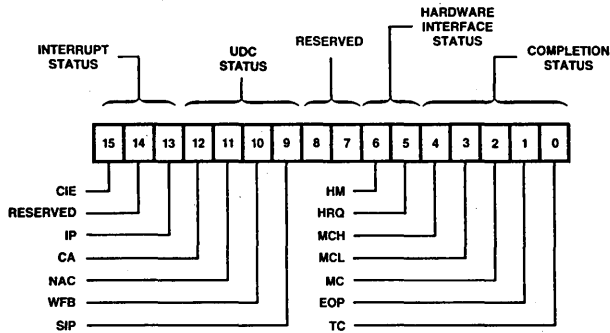 INTERRUPT
STATUS
UDC
STATUS
RESERVED
HARDWARE
INTERFACE
STATUS
COMPLETION
STATUS
15 14 13 12 11 10 9 8 7 6 5 4 3 2 1 0
CIE
RESERVED
IP
CA
NAC
WFB
SIP
HM
HRQ
MCH
MCL
MC
EOP
TC